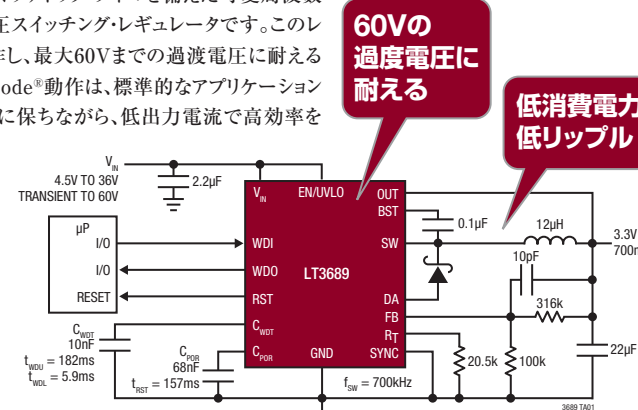 圧スイッチング・レギュレータです。このレ
作し、最大60Vまでの過渡電圧に耐える
ode®動作は、標準的なアプリケーション
に保ちながら、低出力電流で高効率を
60Vの
過度電圧に
耐える
低消費電力
低リップル
VIN
4.5V TO 36V
TRANSIENT TO 60V
2.2µF
µP
I/O
I/O
RESET
VIN
EN/UVLO
OUT
BST
WDI
SW
WDO
LT3689
RST
DA
FB
CWDT
RT
CPOR
GND
SYNC
0.1µF
12µH
3.3V
10pF
316k
CWDT
10nF
tWDU = 182ms
tWDL = 5.9ms
CPOR
68nF
tRST = 157ms
fSW = 700kHz
20.5k
100k
22µF
3689 TA01